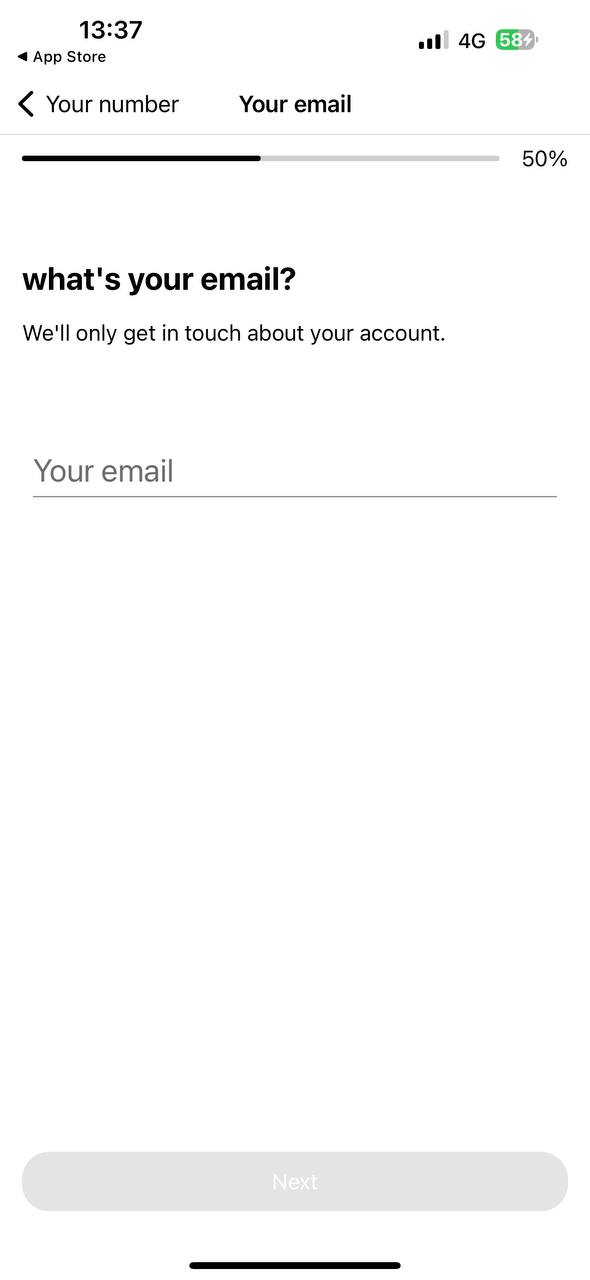 13:37
4G
58
◀ App Store
Your number
Your email
50%
what's your email?
We'll only get in touch about your account.
Your email
Next